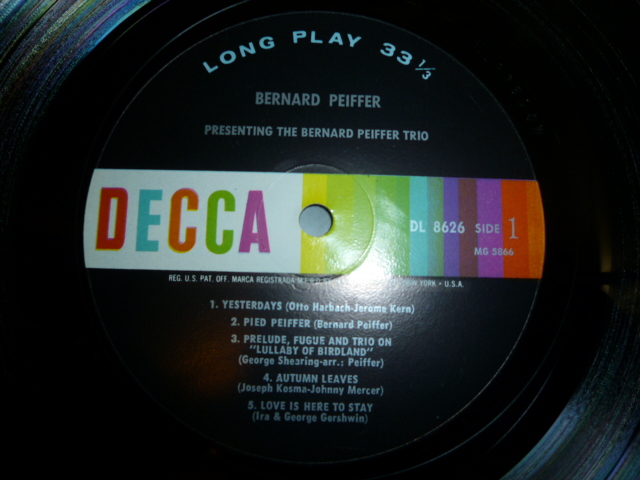 LONG PLAY 33 1/3
BERNARD PEIFFER
PRESENTING THE BERNARD PEIFFER TRIO
DECCA
DL 8626 SIDE 1
MG 5866
REG. U.S. PAT. OFF. MARCA REGISTRADA YORK • U.S.A.
1. YESTERDAYS (Otto Harbach-Jerome Kern)
2. PIED PEIFFER (Bernard Peiffer)
3. PRELUDE, FUGUE AND TRIO ON
"LULLABY OF BIRDLAND"
(George Shearing-arr.: Peiffer)
4. AUTUMN LEAVES
(Joseph Kosma-Johnny Mercer)
5. LOVE IS HERE TO STAY
(Ira & George Gershwin)